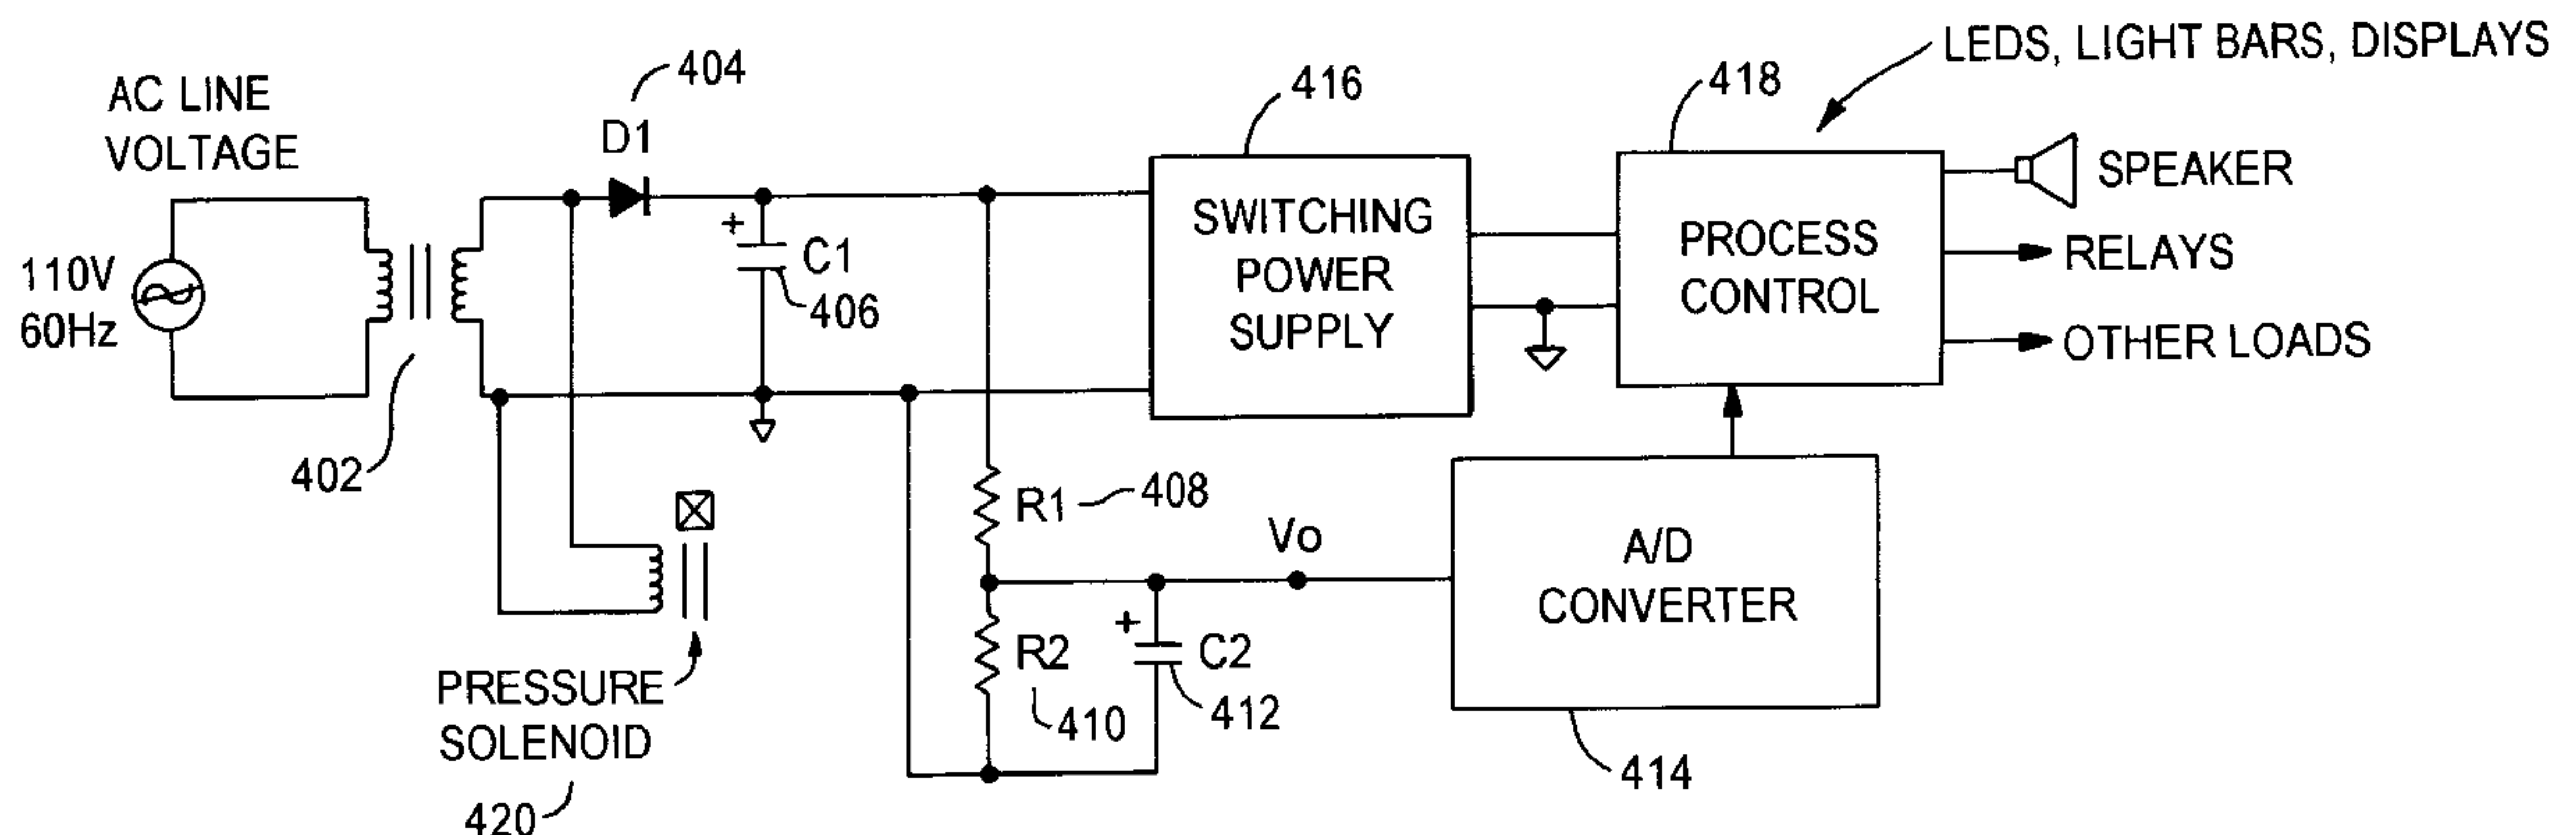 AC LINE
VOLTAGE
110V
60Hz
402
404
D1
+
C1
406
PRESSURE
SOLENOID
420
R1
408
R2
410
+
C2
412
Vo
416
SWITCHING
POWER
SUPPLY
418
PROCESS
CONTROL
LEDS, LIGHT BARS, DISPLAYS
SPEAKER
RELAYS
OTHER LOADS
A/D
CONVERTER
414